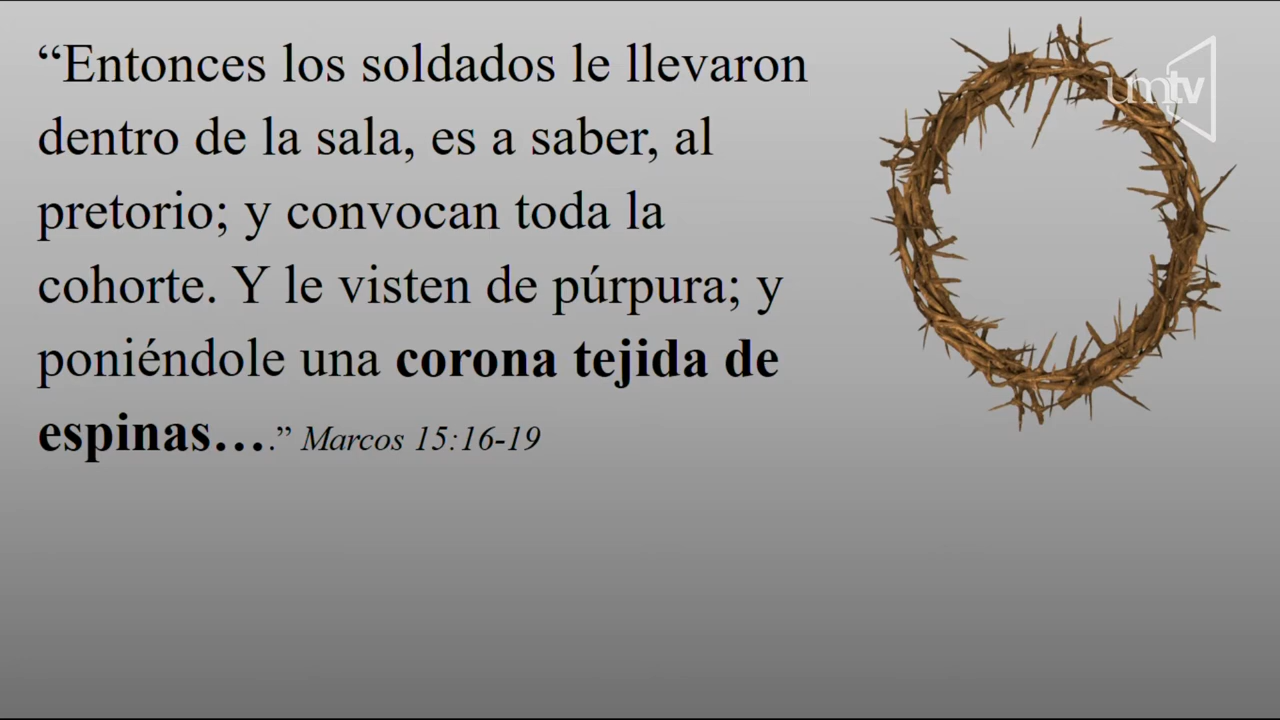 “Entonces los soldados le llevaron
dentro de la sala, es a saber, al
pretorio; y convocan toda la
cohorte. Y le visten de púrpura; y
poniéndole una corona tejida de
espinas….” Marcos 15:16-19
umtv